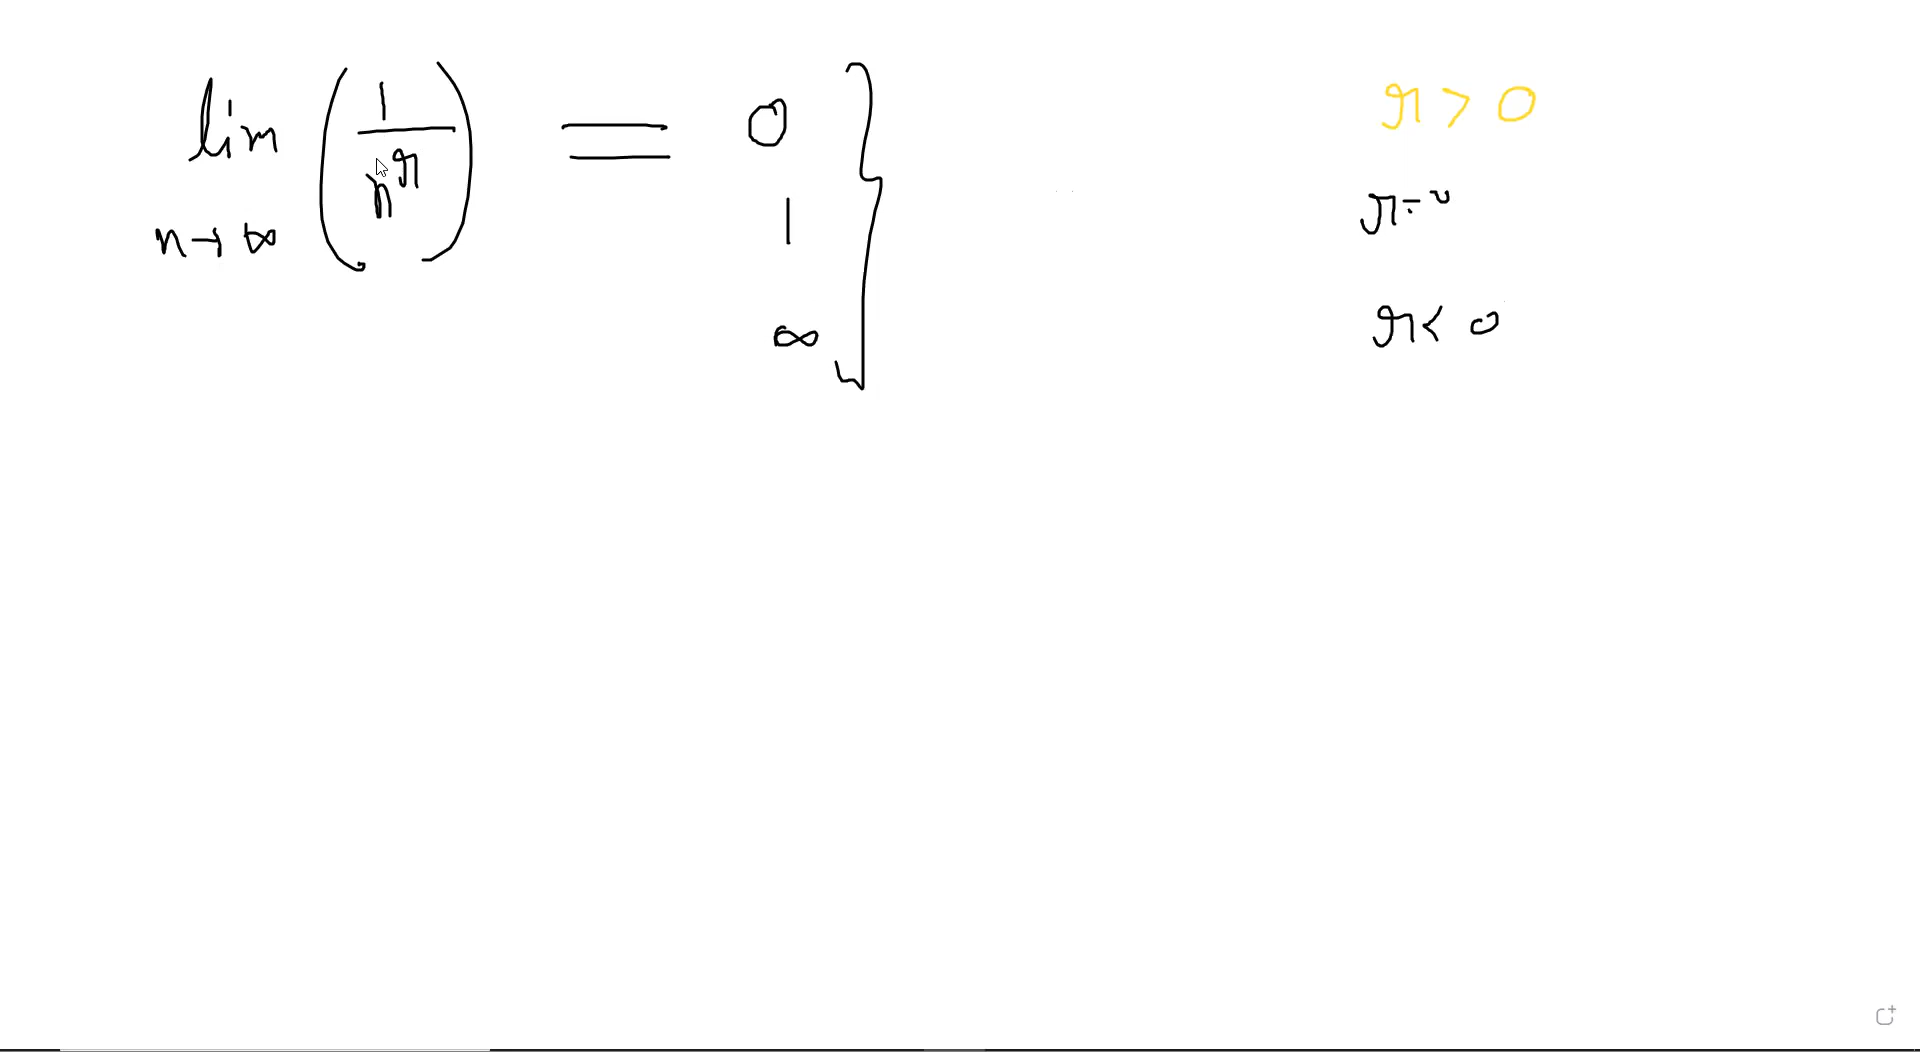 lim n→∞ (1/n^r) = 0 r > 0
1 r = 0
∞ r < 0